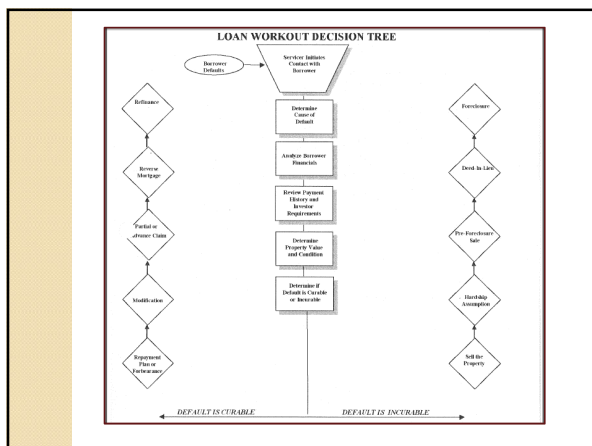 LOAN WORKOUT DECISION TREE
Borrower
Defaults
Servicer Initiates
Contact with
Borrower
Determine
Cause of
Default
Analyze Borrower
Financials
Review Payment
History and
Investor
Requirements
Determine
Property Value
and Condition
Determine if
Default is Curable
or Incurable
Refinance
Reverse
Mortgage
Partial or
dvance Claim
Modification
Repayment
Plan or
Forbearance
Foreclosure
Deed-In-Lieu
Pre-Foreclosure
Sale
Hardship
Assumption
Sell the
Property
DEFAULT IS CURABLE
DEFAULT IS INCURABLE